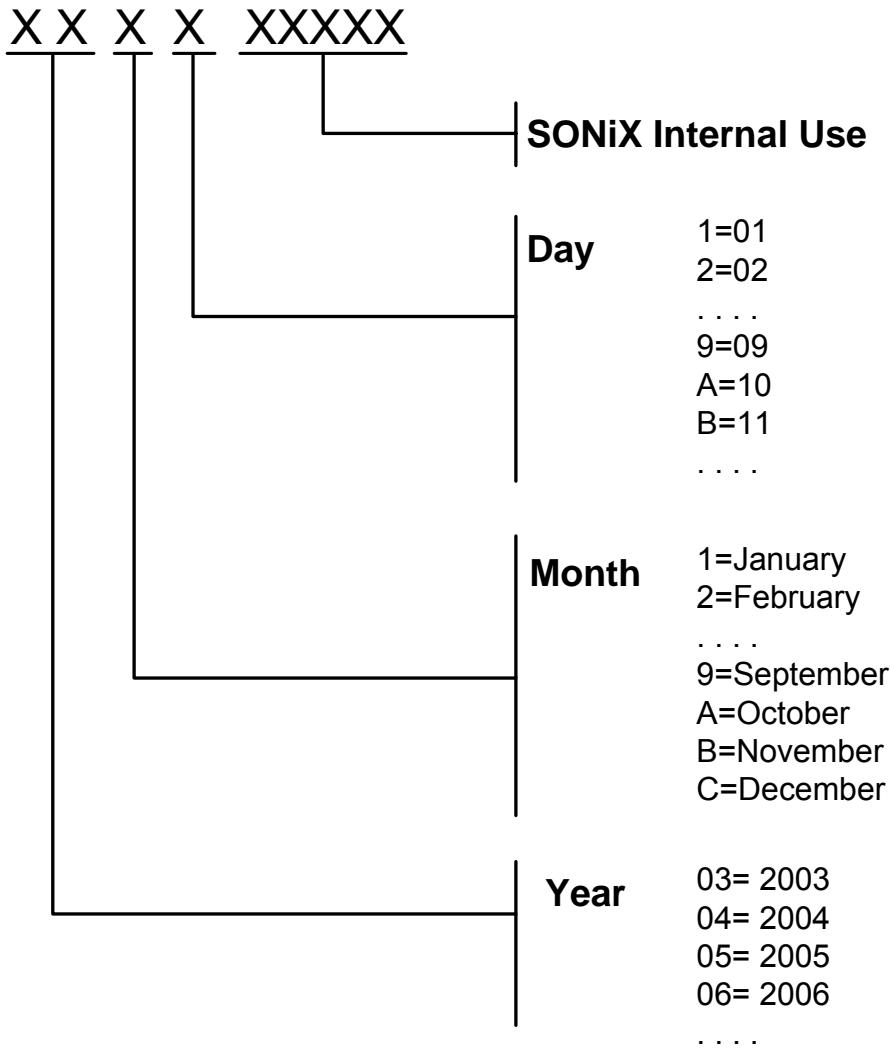 X X X X XXXXX
SONiX Internal Use
Day
1=01
2=02
. . . .
9=09
A=10
B=11
. . . .
Month
1=January
2=February
. . . .
9=September
A=October
B=November
C=December
Year
03= 2003
04= 2004
05= 2005
06= 2006
. . . .